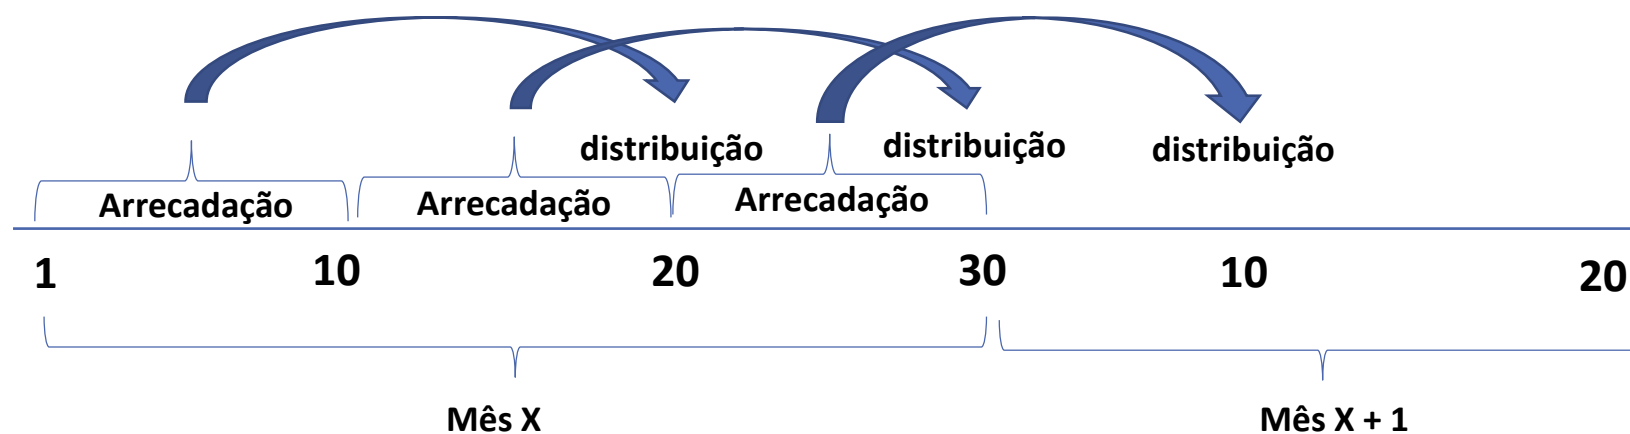 distribuição distribuição distribuição
Arrecadação Arrecadação Arrecadação
1 10 20 30 10 20
Mês X Mês X + 1